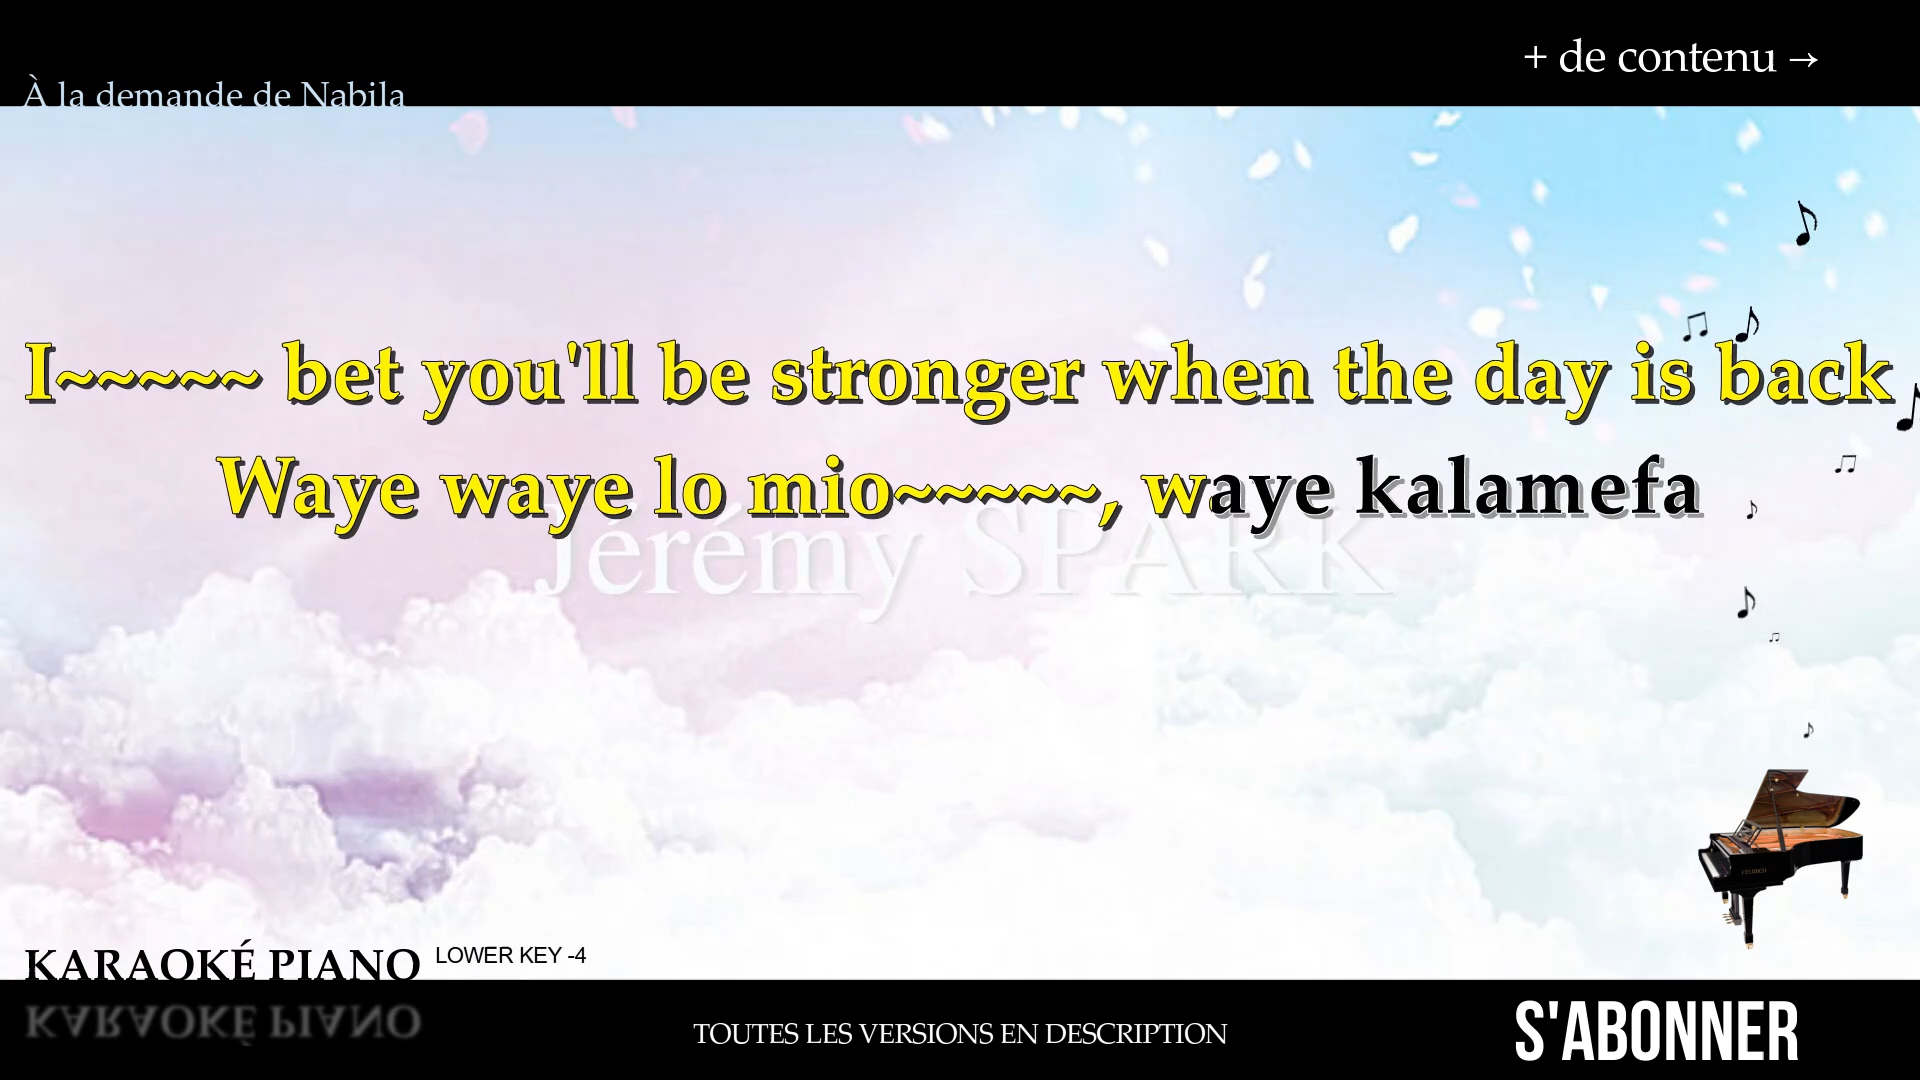 + de contenu →
À la demande de Nabila
I~~~~~ bet you'll be stronger when the day is back
Waye waye lo mio~~~~~, waye kalamefa
Jérémy SPARK
KARAOKÉ PIANO LOWER KEY -4
KARAOKÉ PIANO
TOUTES LES VERSIONS EN DESCRIPTION
S'ABONNER